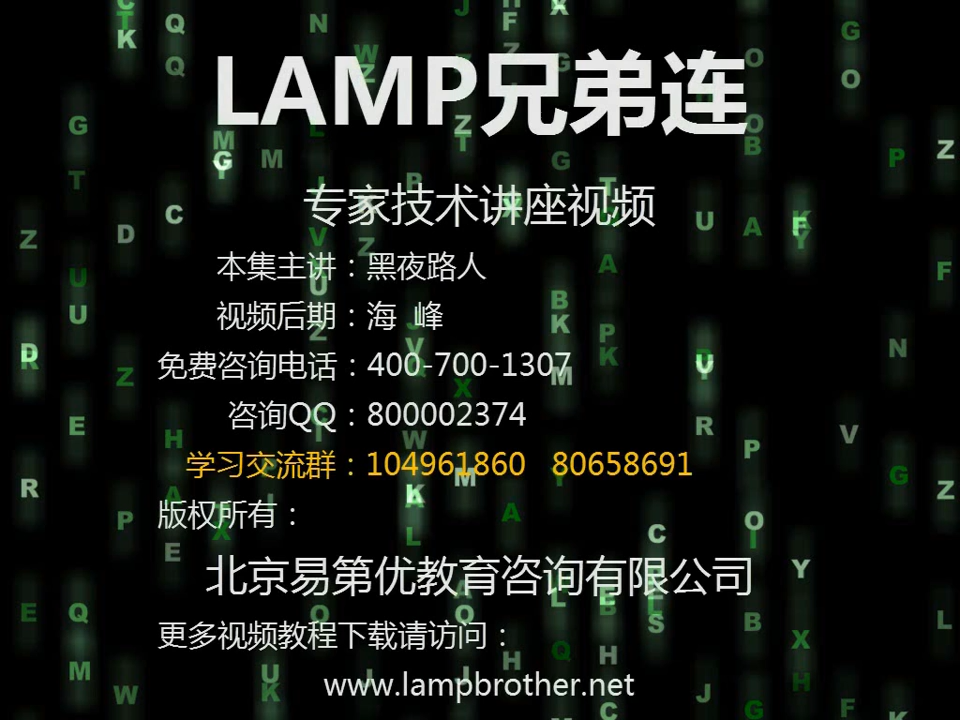 LAMP兄弟连
专家技术讲座视频
本集主讲：黑夜路人
视频后期：海 峰
免费咨询电话：400-700-1307
咨询QQ：800002374
学习交流群：104961860 80658691
版权所有：
北京易第优教育咨询有限公司
更多视频教程下载请访问：
www.lampbrother.net